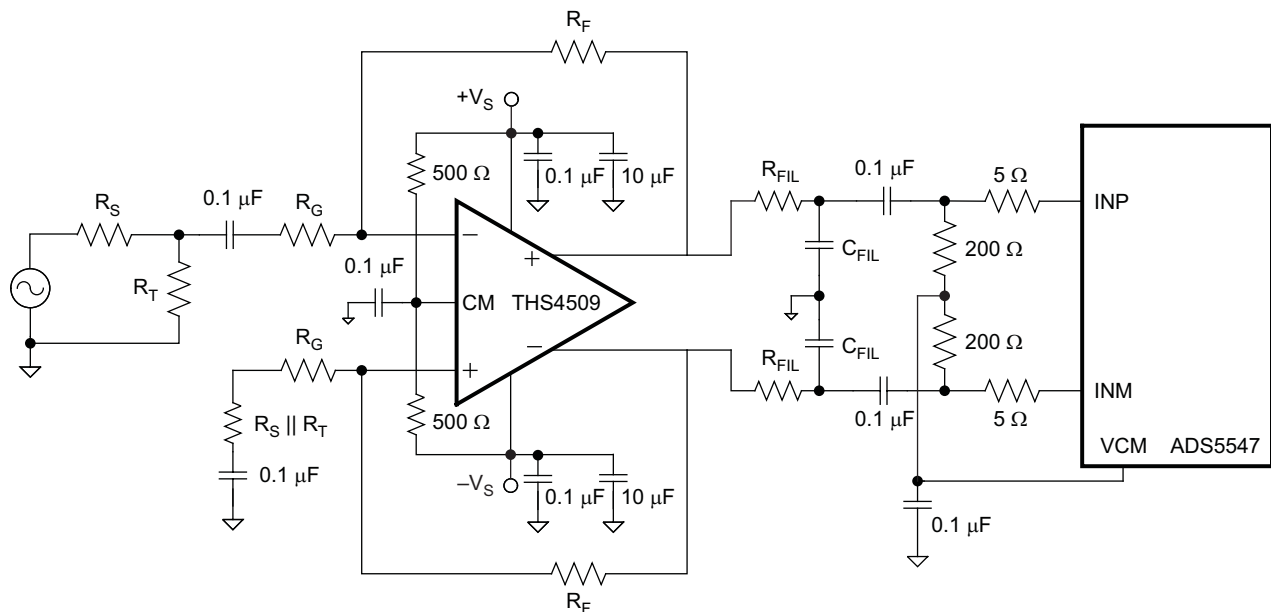 R_F
+V_S
500 Ω
0.1 μF
10 μF
R_FIL
0.1 μF
5 Ω
INP
0.1 μF
R_G
R_S
−
+
C_FIL
200 Ω
0.1 μF
R_T
CM
THS4509
R_G
−
+
R_FIL
C_FIL
200 Ω
0.1 μF
5 Ω
INM
R_S || R_T
500 Ω
0.1 μF
−V_S
0.1 μF
10 μF
VCM
ADS5547
0.1 μF
R_F